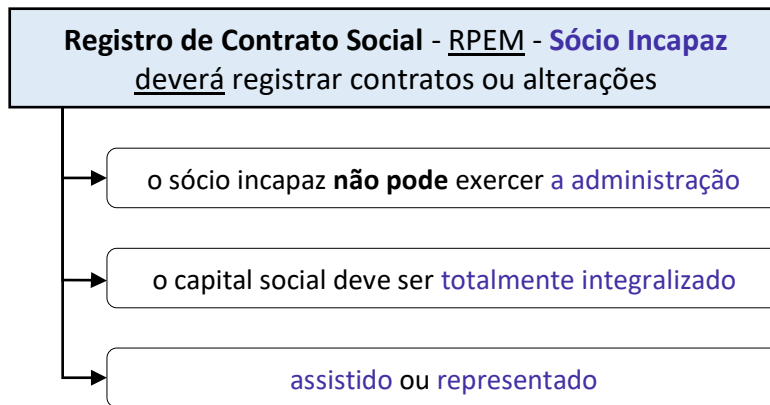 Registro de Contrato Social - RPEM - Sócio Incapaz
deverá registrar contratos ou alterações
o sócio incapaz não pode exercer a administração
o capital social deve ser totalmente integralizado
assistido ou representado